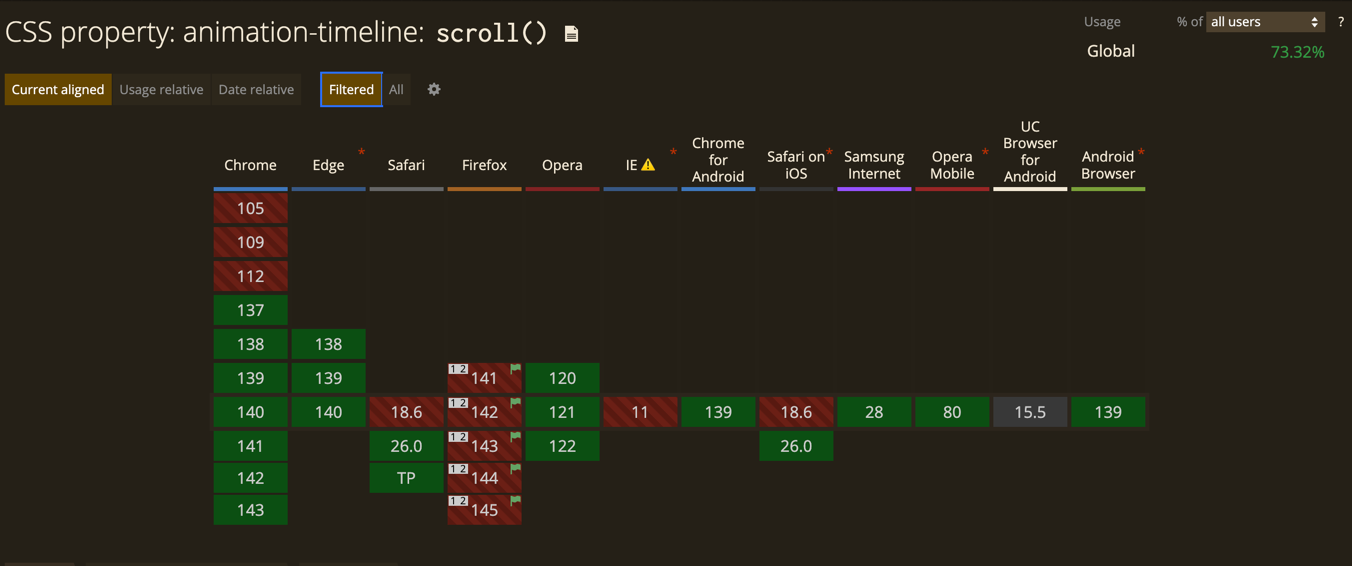 CSS property: animation-timeline: scroll()
Usage % of all users ?
Global 73.32%
Current aligned Usage relative Date relative Filtered All
Chrome Edge * Safari Firefox Opera IE * Chrome for Android Safari on iOS * Samsung Internet Opera Mobile * UC Browser for Android Android Browser *
105
109
112
137
138 138
139 139 1 2 141 120
140 140 18.6 1 2 142 121 11 139 18.6 28 80 15.5 139
141 26.0 1 2 143 122 26.0
142 TP 1 2 144
143 1 2 145